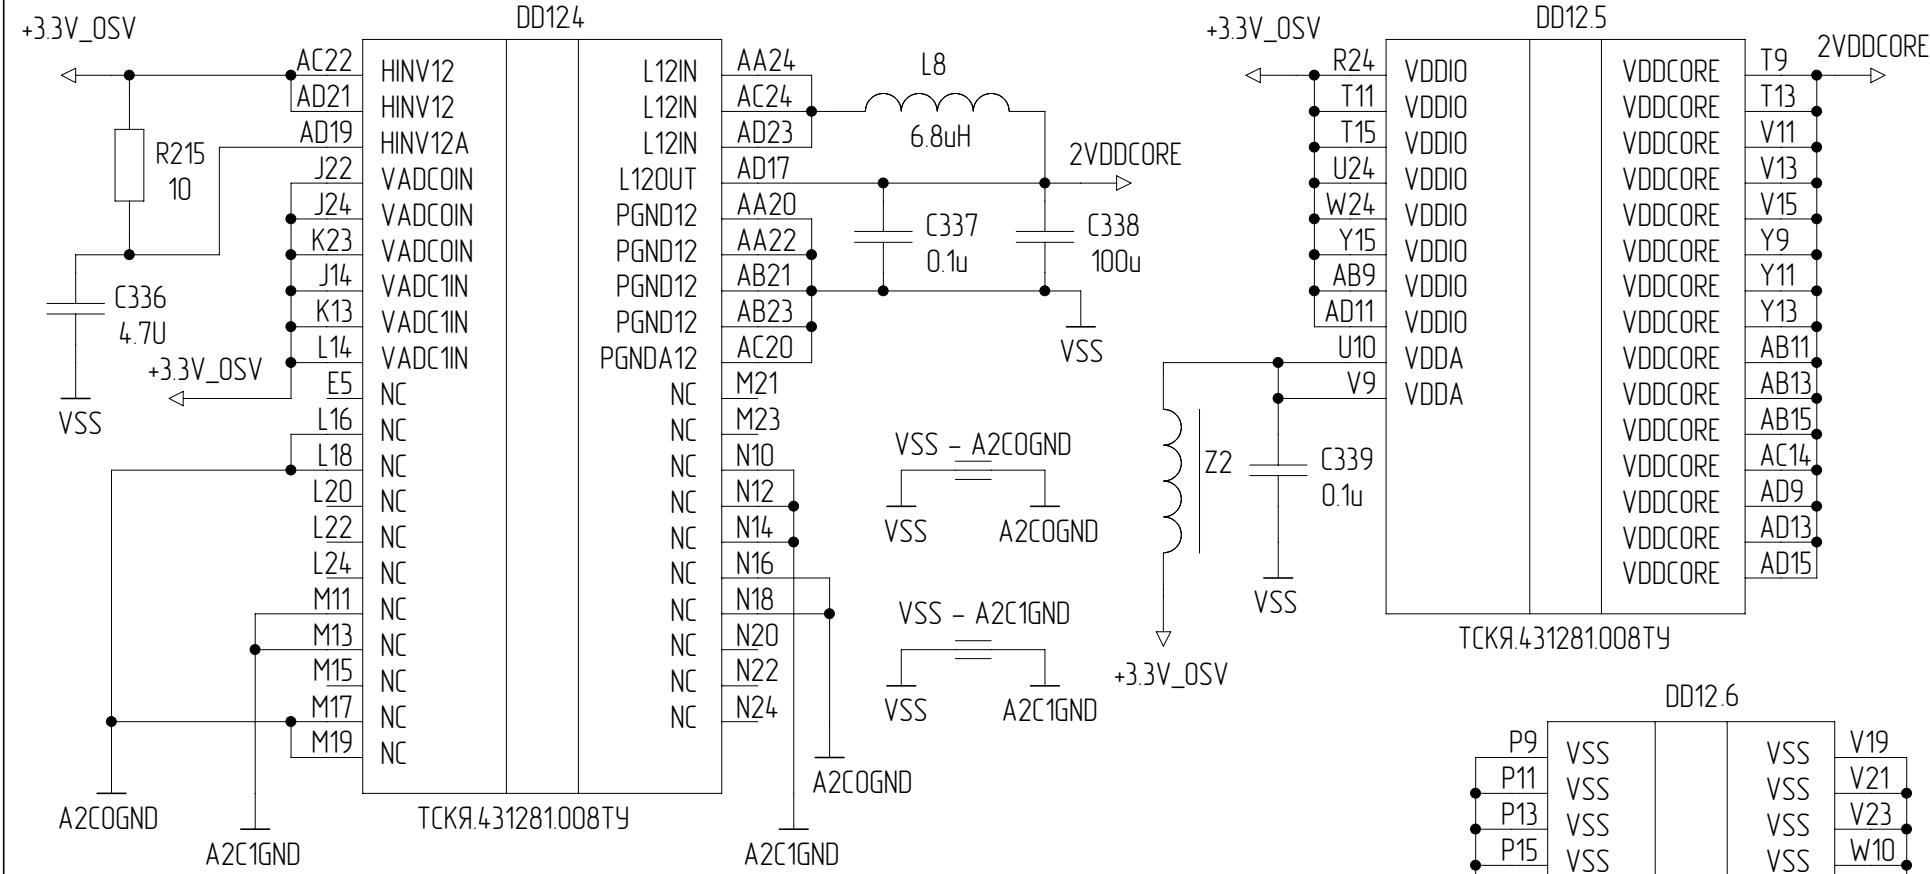 DD12.4
+3.3V_0SV
AC22 HINV12 L12IN AA24
AD21 HINV12 L12IN AC24
AD19 HINV12A L12IN AD23
J22 VADC0IN L12OUT AD17
J24 VADC0IN PGND12 AA20
K23 VADC0IN PGND12 AA22
J14 VADC1IN PGND12 AB21
K13 VADC1IN PGND12 AB23
L14 VADC1IN PGNDA12 AC20
E5 NC NC M21
L16 NC NC M23
L18 NC NC N10
L20 NC NC N12
L22 NC NC N14
L24 NC NC N16
M11 NC NC N18
M13 NC NC N20
M15 NC NC N22
M17 NC NC N24
M19 NC
ТСКЯ.431281.008ТУ
R215
10
C336
4.7U
VSS
+3.3V_0SV
A2C0GND
A2C1GND
L8
6.8uH
2VDDCORE
C337
0.1u
C338
100u
VSS
VSS - A2C0GND
VSS
A2C0GND
VSS - A2C1GND
VSS
A2C1GND
A2C0GND
A2C1GND
DD12.5
+3.3V_0SV
2VDDCORE
R24 VDDIO VDDCORE T9
T11 VDDIO VDDCORE T13
T15 VDDIO VDDCORE V11
U24 VDDIO VDDCORE V13
W24 VDDIO VDDCORE V15
Y15 VDDIO VDDCORE Y9
AB9 VDDIO VDDCORE Y11
AD11 VDDIO VDDCORE Y13
U10 VDDA VDDCORE AB11
V9 VDDA VDDCORE AB13
VDDCORE AB15
VDDCORE AC14
VDDCORE AD9
VDDCORE AD13
VDDCORE AD15
ТСКЯ.431281.008ТУ
Z2
C339
0.1u
VSS
+3.3V_0SV
DD12.6
P9 VSS VSS V19
P11 VSS VSS V21
P13 VSS VSS V23
P15 VSS VSS W10